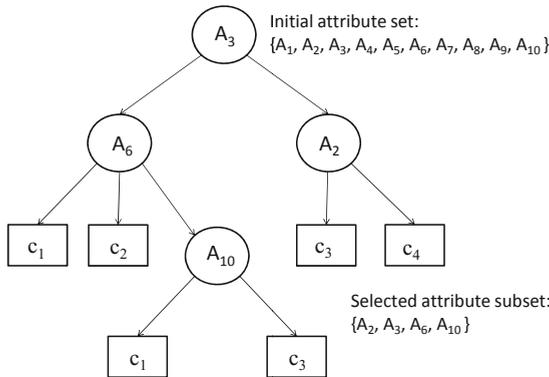 A₃
Initial attribute set:
{A₁, A₂, A₃, A₄, A₅, A₆, A₇, A₈, A₉, A₁₀ }
A₆
A₂
c₁
c₂
c₃
c₄
A₁₀
Selected attribute subset:
{A₂, A₃, A₆, A₁₀ }
c₁
c₃